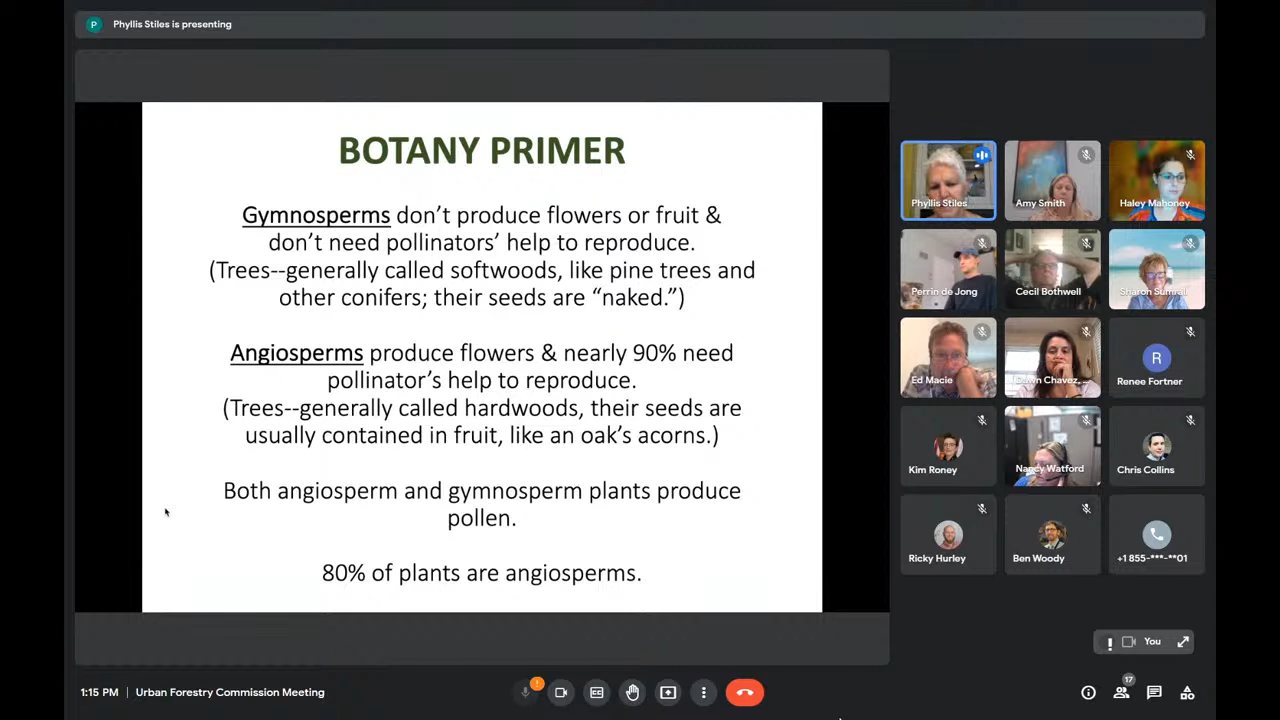 P Phyllis Stiles is presenting
BOTANY PRIMER
Gymnosperms don’t produce flowers or fruit &
don’t need pollinators’ help to reproduce.
(Trees--generally called softwoods, like pine trees and
other conifers; their seeds are “naked.”)
Angiosperms produce flowers & nearly 90% need
pollinator’s help to reproduce.
(Trees--generally called hardwoods, their seeds are
usually contained in fruit, like an oak’s acorns.)
Both angiosperm and gymnosperm plants produce
pollen.
80% of plants are angiosperms.
Phyllis Stiles
Amy Smith
Haley Mahoney
Perrin de Jong
Cecil Bothwell
Sharon Sumrall
Ed Macie
Dawn Chavez, ...
R
Renee Fortner
Kim Roney
Nancy Watford
Chris Collins
Ricky Hurley
Ben Woody
+1 855-***-**01
You
1:15 PM | Urban Forestry Commission Meeting
17